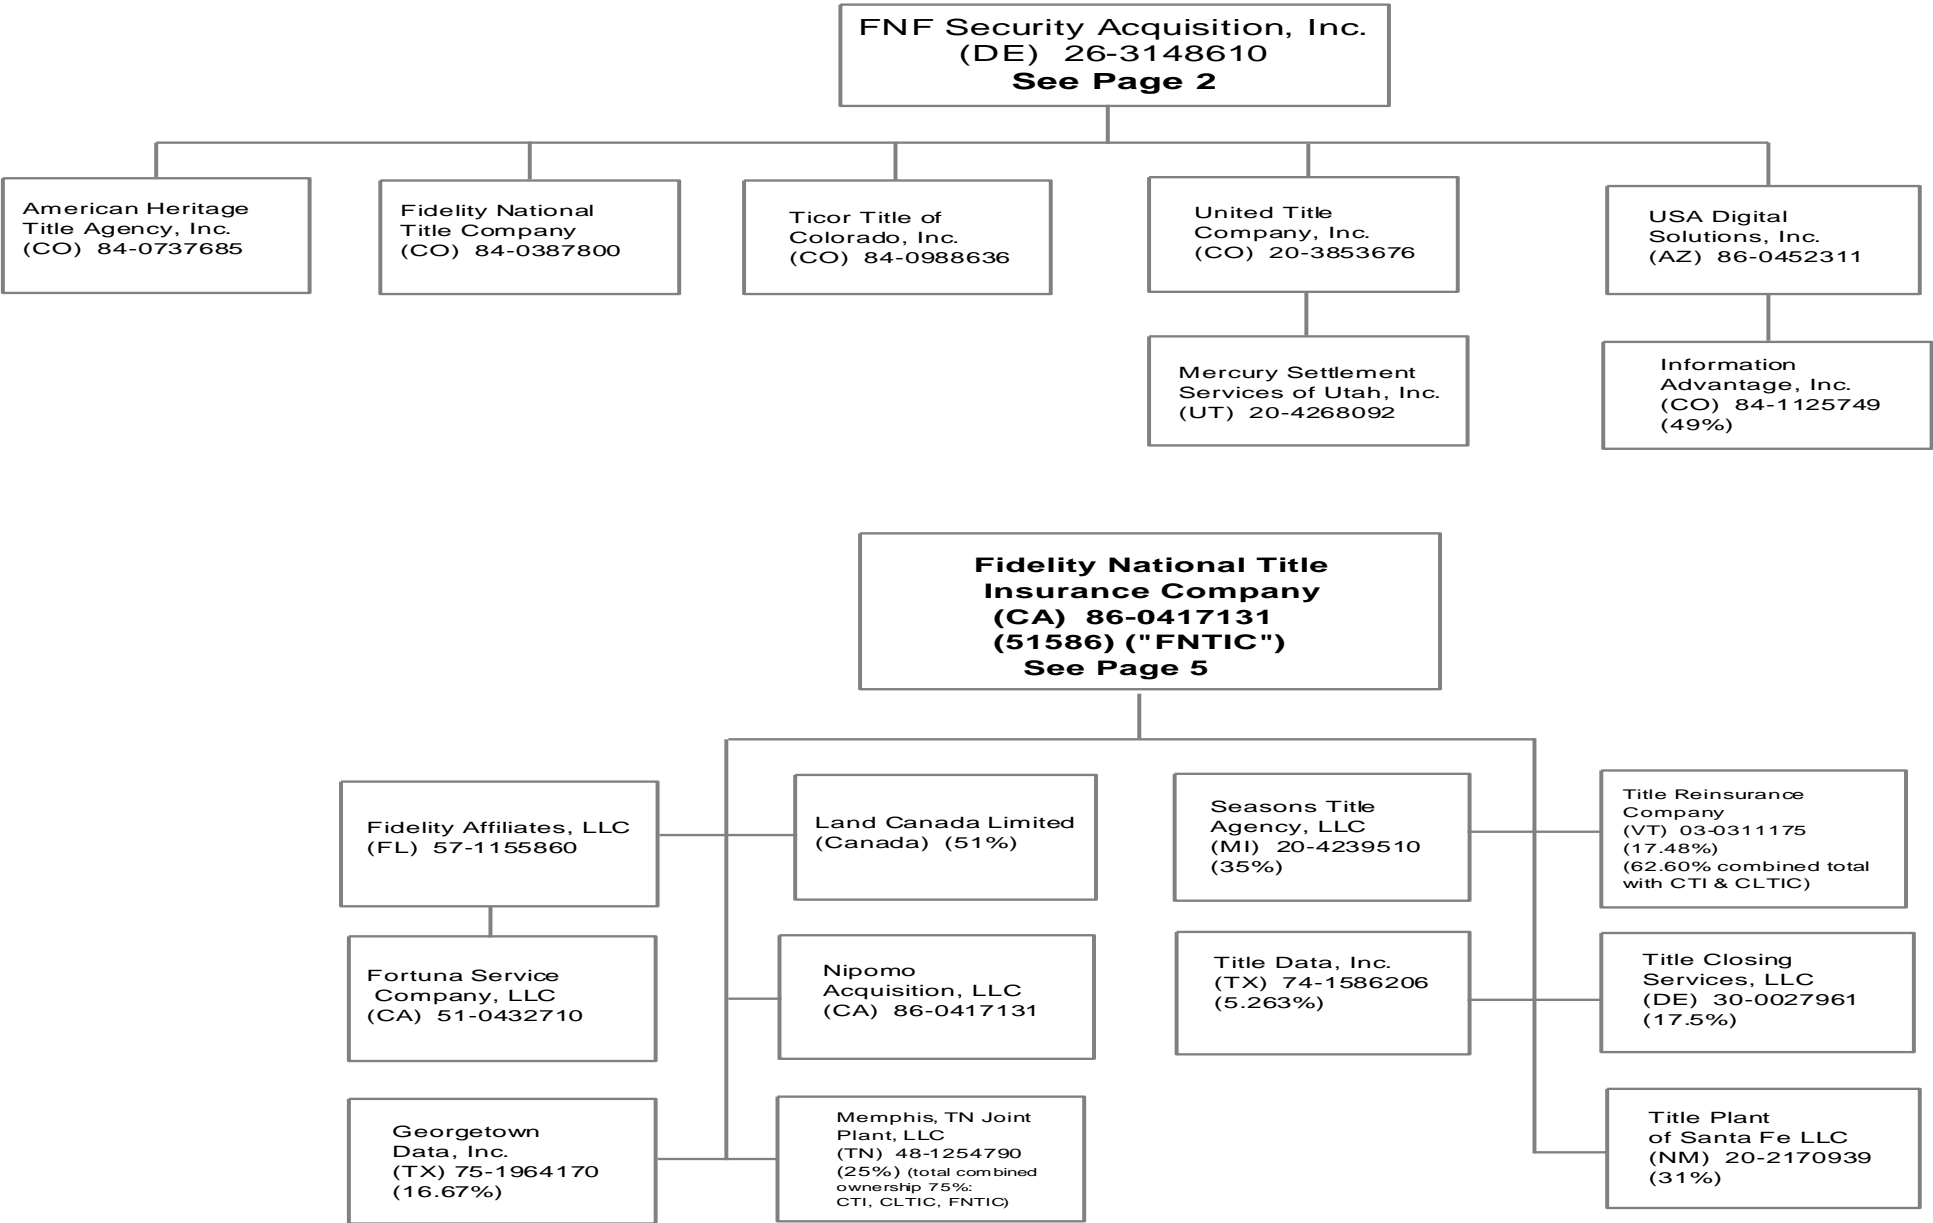 FNF Security Acquisition, Inc.
(DE) 26-3148610
See Page 2
American Heritage
Title Agency, Inc.
(CO) 84-0737685
Fidelity National
Title Company
(CO) 84-0387800
Ticor Title of
Colorado, Inc.
(CO) 84-0988636
United Title
Company, Inc.
(CO) 20-3853676
USA Digital
Solutions, Inc.
(AZ) 86-0452311
Mercury Settlement
Services of Utah, Inc.
(UT) 20-4268092
Information
Advantage, Inc.
(CO) 84-1125749
(49%)
Fidelity National Title
Insurance Company
(CA) 86-0417131
(51586) ("FNTIC")
See Page 5
Fidelity Affiliates, LLC
(FL) 57-1155860
Land Canada Limited
(Canada) (51%)
Seasons Title
Agency, LLC
(MI) 20-4239510
(35%)
Title Reinsurance
Company
(VT) 03-0311175
(17.48%)
(62.60% combined total
with CTI & CLTIC)
Fortuna Service
Company, LLC
(CA) 51-0432710
Nipomo
Acquisition, LLC
(CA) 86-0417131
Title Data, Inc.
(TX) 74-1586206
(5.263%)
Title Closing
Services, LLC
(DE) 30-0027961
(17.5%)
Georgetown
Data, Inc.
(TX) 75-1964170
(16.67%)
Memphis, TN Joint
Plant, LLC
(TN) 48-1254790
(25%) (total combined
ownership 75%:
CTI, CLTIC, FNTIC)
Title Plant
of Santa Fe LLC
(NM) 20-2170939
(31%)